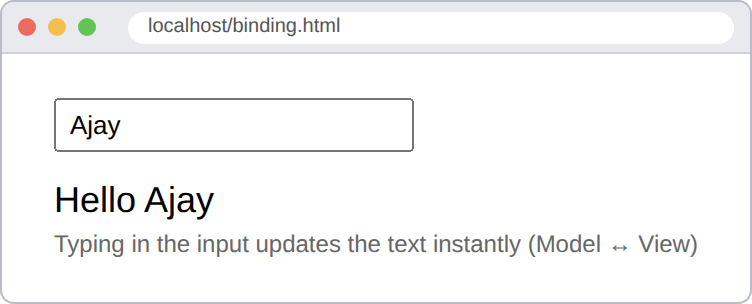 localhost/binding.html
Ajay
Hello Ajay
Typing in the input updates the text instantly (Model ↔ View)